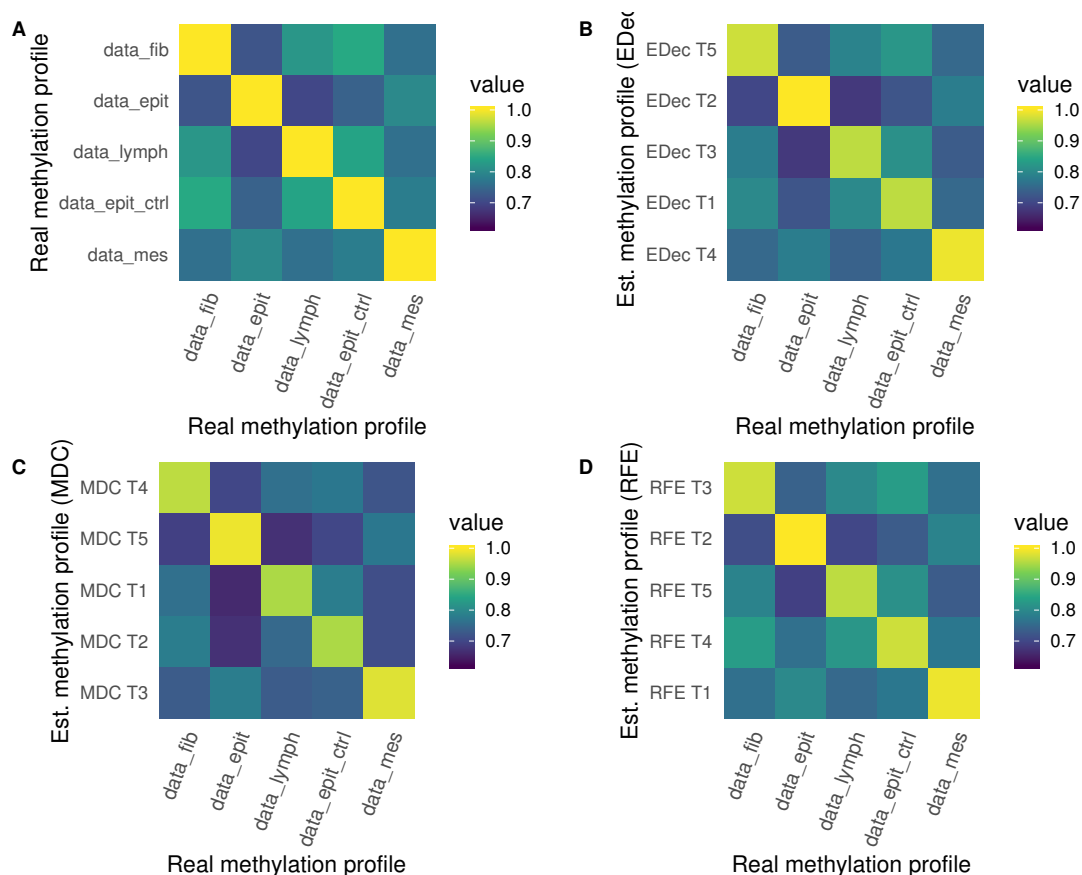 A
Real methylation profile
data_fib
data_epit
data_lymph
data_epit_ctrl
data_mes
data_fib
data_epit
data_lymph
data_epit_ctrl
data_mes
Real methylation profile
value
1.0
0.9
0.8
0.7
B
Est. methylation profile (EDec
EDec T5
EDec T2
EDec T3
EDec T1
EDec T4
data_fib
data_epit
data_lymph
data_epit_ctrl
data_mes
Real methylation profile
value
1.0
0.9
0.8
0.7
C
Est. methylation profile (MDC)
MDC T4
MDC T5
MDC T1
MDC T2
MDC T3
data_fib
data_epit
data_lymph
data_epit_ctrl
data_mes
Real methylation profile
value
1.0
0.9
0.8
0.7
D
Est. methylation profile (RFE)
RFE T3
RFE T2
RFE T5
RFE T4
RFE T1
data_fib
data_epit
data_lymph
data_epit_ctrl
data_mes
Real methylation profile
value
1.0
0.9
0.8
0.7